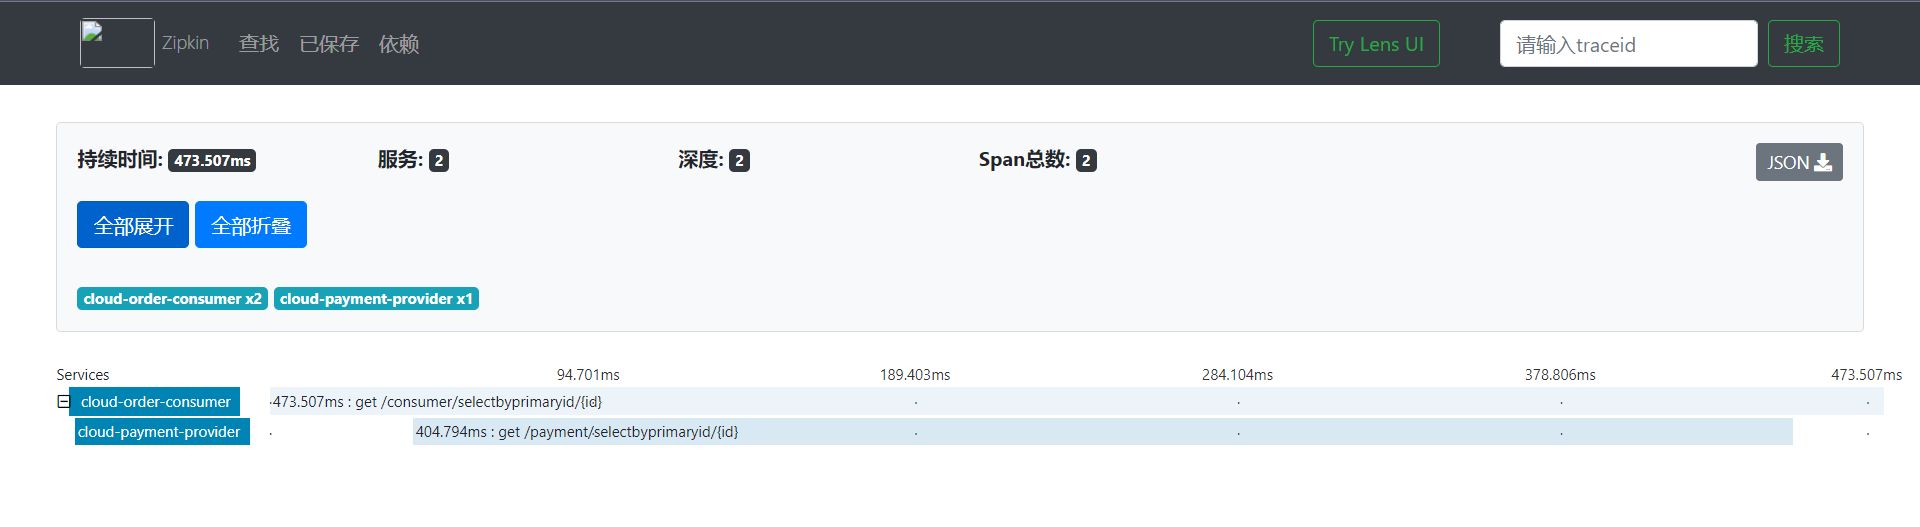 Zipkin 查找 已保存 依赖 Try Lens UI 请输入traceid 搜索
持续时间: 473.507ms 服务: 2 深度: 2 Span总数: 2 JSON
全部展开 全部折叠
cloud-order-consumer x2 cloud-payment-provider x1
Services 94.701ms 189.403ms 284.104ms 378.806ms 473.507ms
cloud-order-consumer 473.507ms : get /consumer/selectbyprimaryid/{id}
cloud-payment-provider 404.794ms : get /payment/selectbyprimaryid/{id}